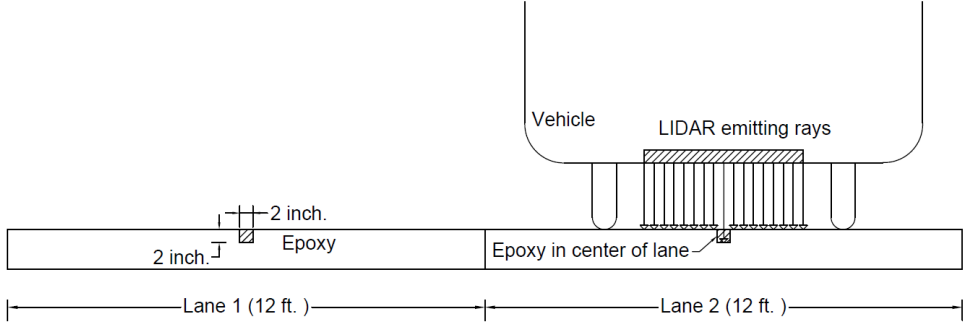 Vehicle
LIDAR emitting rays
2 inch.
Epoxy
2 inch.
Epoxy in center of lane
Lane 1 (12 ft. )
Lane 2 (12 ft. )